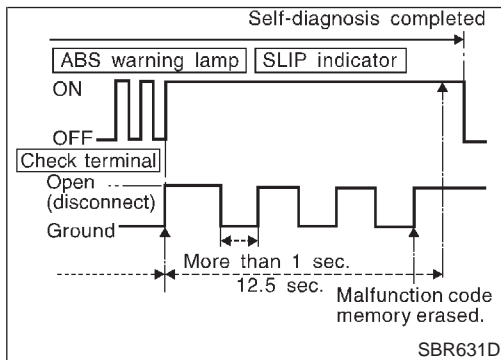 Self-diagnosis completed
ABS warning lamp SLIP indicator
ON
OFF
Check terminal
Open
(disconnect)
Ground
More than 1 sec.
12.5 sec.
Malfunction code
memory erased.
SBR631D